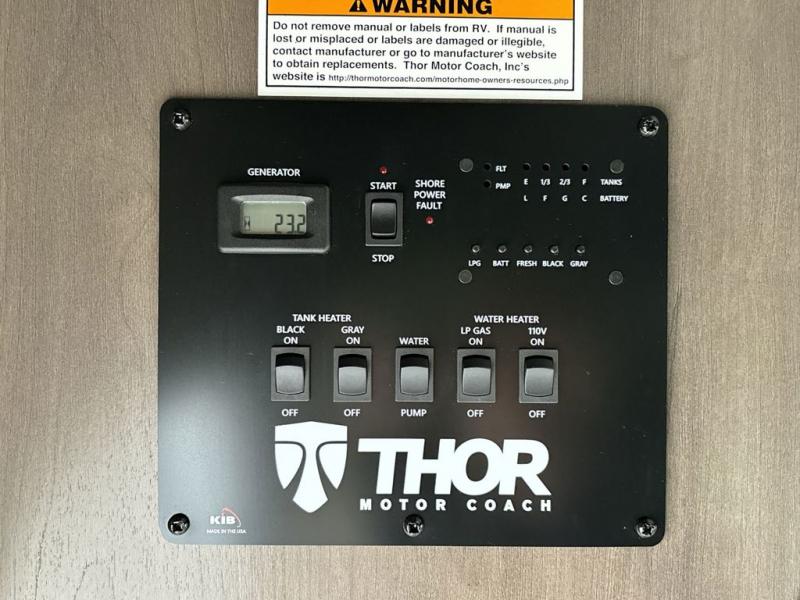 WARNING
Do not remove manual or labels from RV. If manual is
lost or misplaced or labels are damaged or illegible,
contact manufacturer or go to manufacturer's website
to obtain replacements. Thor Motor Coach, Inc's
website is http://thormotorcoach.com/motorhome-owners-resources.php
GENERATOR
232
START
STOP
SHORE
POWER
FAULT
FLT
PMP
E 1/3 2/3 F TANKS
L F G C BATTERY
LPG BATT FRESH BLACK GRAY
TANK HEATER
BLACK
ON
OFF
GRAY
ON
OFF
WATER
PUMP
WATER HEATER
LP GAS
ON
OFF
110V
ON
OFF
THOR
MOTOR COACH
KIB
MADE IN THE USA